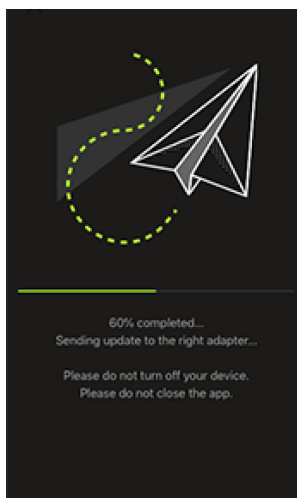 60% completed...
Sending update to the right adapter...
Please do not turn off your device.
Please do not close the app.